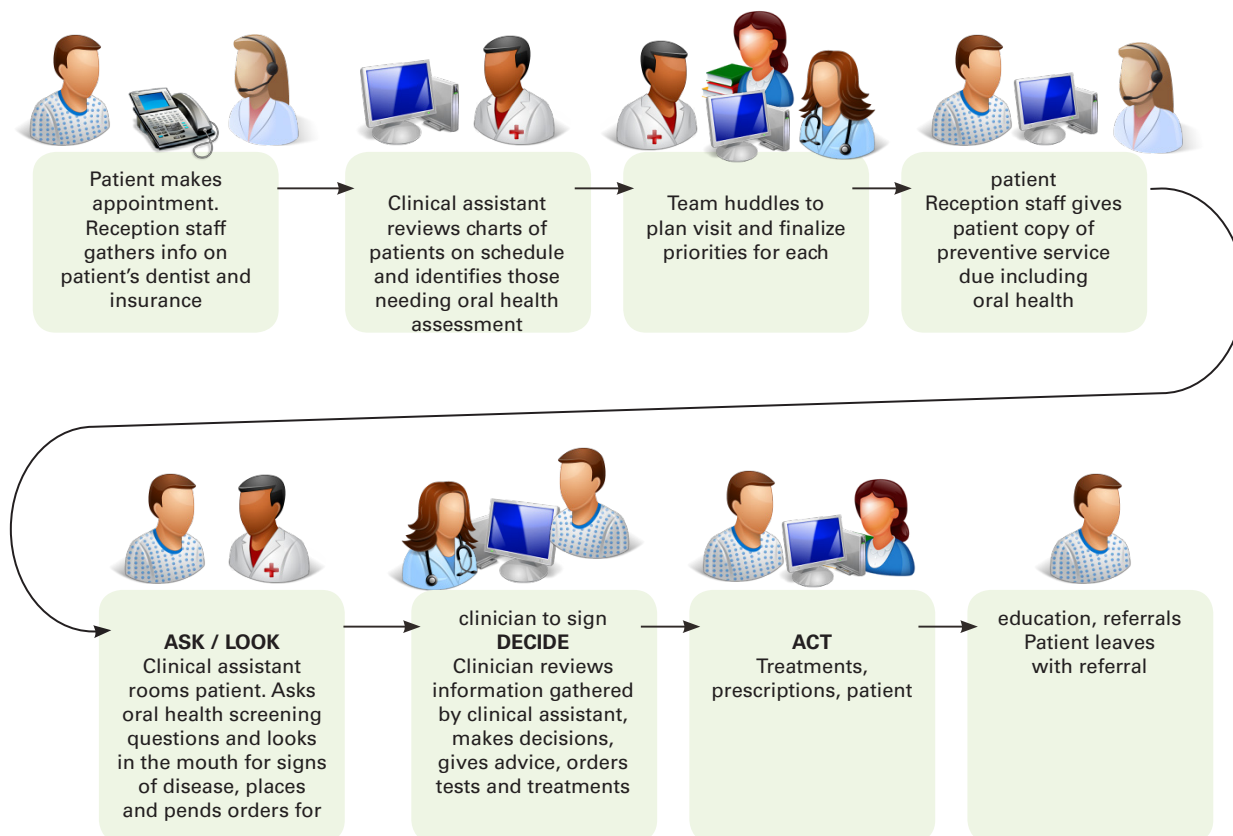 Patient makes
appointment.
Reception staff
gathers info on
patient’s dentist and
insurance
Clinical assistant
reviews charts of
patients on schedule
and identifies those
needing oral health
assessment
Team huddles to
plan visit and finalize
priorities for each
patient
Reception staff gives
patient copy of
preventive service
due including
oral health
ASK / LOOK
Clinical assistant
rooms patient. Asks
oral health screening
questions and looks
in the mouth for signs
of disease, places
and pends orders for
clinician to sign
DECIDE
Clinician reviews
information gathered
by clinical assistant,
makes decisions,
gives advice, orders
tests and treatments
ACT
Treatments,
prescriptions, patient
education, referrals
Patient leaves
with referral